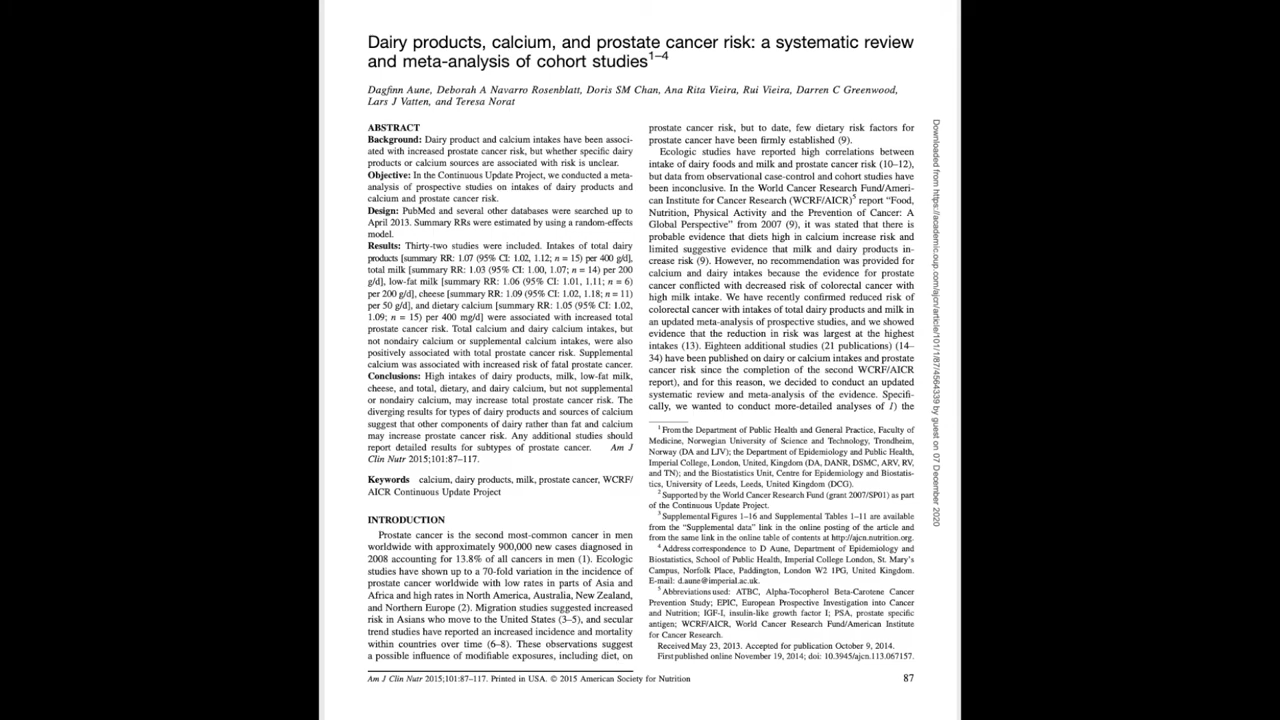 Dairy products, calcium, and prostate cancer risk: a systematic review
and meta-analysis of cohort studies1–4
Dagfinn Aune, Deborah A Navarro Rosenblatt, Doris SM Chan, Ana Rita Vieira, Rui Vieira, Darren C Greenwood,
Lars J Vatten, and Teresa Norat
ABSTRACT
Background: Dairy product and calcium intakes have been associ-
ated with increased prostate cancer risk, but whether specific dairy
products or calcium sources are associated with risk is unclear.
Objective: In the Continuous Update Project, we conducted a meta-
analysis of prospective studies on intakes of dairy products and
calcium and prostate cancer risk.
Design: PubMed and several other databases were searched up to
April 2013. Summary RRs were estimated by using a random-effects
model.
Results: Thirty-two studies were included. Intakes of total dairy
products [summary RR: 1.07 (95% CI: 1.02, 1.12; n = 15) per 400 g/d],
total milk [summary RR: 1.03 (95% CI: 1.00, 1.07; n = 14) per 200
g/d], low-fat milk [summary RR: 1.06 (95% CI: 1.01, 1,11; n = 6)
per 200 g/d], cheese [summary RR: 1.09 (95% CI: 1.02, 1.18; n = 11)
per 50 g/d], and dietary calcium [summary RR: 1.05 (95% CI: 1.02,
1.09; n = 15) per 400 mg/d] were associated with increased total
prostate cancer risk. Total calcium and dairy calcium intakes, but
not nondairy calcium or supplemental calcium intakes, were also
positively associated with total prostate cancer risk. Supplemental
calcium was associated with increased risk of fatal prostate cancer.
Conclusions: High intakes of dairy products, milk, low-fat milk,
cheese, and total, dietary, and dairy calcium, but not supplemental
or nondairy calcium, may increase total prostate cancer risk. The
diverging results for types of dairy products and sources of calcium
suggest that other components of dairy rather than fat and calcium
may increase prostate cancer risk. Any additional studies should
report detailed results for subtypes of prostate cancer. Am J
Clin Nutr 2015;101:87–117.
Keywords calcium, dairy products, milk, prostate cancer, WCRF/
AICR Continuous Update Project
INTRODUCTION
Prostate cancer is the second most-common cancer in men
worldwide with approximately 900,000 new cases diagnosed in
2008 accounting for 13.8% of all cancers in men (1). Ecologic
studies have shown up to a 70-fold variation in the incidence of
prostate cancer worldwide with low rates in parts of Asia and
Africa and high rates in North America, Australia, New Zealand,
and Northern Europe (2). Migration studies suggested increased
risk in Asians who move to the United States (3–5), and secular
trend studies have reported an increased incidence and mortality
within countries over time (6–8). These observations suggest
a possible influence of modifiable exposures, including diet, on
prostate cancer risk, but to date, few dietary risk factors for
prostate cancer have been firmly established (9).
Ecologic studies have reported high correlations between
intake of dairy foods and milk and prostate cancer risk (10–12),
but data from observational case-control and cohort studies have
been inconclusive. In the World Cancer Research Fund/Ameri-
can Institute for Cancer Research (WCRF/AICR)5 report “Food,
Nutrition, Physical Activity and the Prevention of Cancer: A
Global Perspective” from 2007 (9), it was stated that there is
probable evidence that diets high in calcium increase risk and
limited suggestive evidence that milk and dairy products in-
crease risk (9). However, no recommendation was provided for
calcium and dairy intakes because the evidence for prostate
cancer conflicted with decreased risk of colorectal cancer with
high milk intake. We have recently confirmed reduced risk of
colorectal cancer with intakes of total dairy products and milk in
an updated meta-analysis of prospective studies, and we showed
evidence that the reduction in risk was largest at the highest
intakes (13). Eighteen additional studies (21 publications) (14–
34) have been published on dairy or calcium intakes and prostate
cancer risk since the completion of the second WCRF/AICR
report), and for this reason, we decided to conduct an updated
systematic review and meta-analysis of the evidence. Specifi-
cally, we wanted to conduct more-detailed analyses of 1) the
1 From the Department of Public Health and General Practice, Faculty of
Medicine, Norwegian University of Science and Technology, Trondheim,
Norway (DA and LJV); the Department of Epidemiology and Public Health,
Imperial College, London, United, Kingdom (DA, DANR, DSMC, ARV, RV,
and TN); and the Biostatistics Unit, Centre for Epidemiology and Biostatis-
tics, University of Leeds, Leeds, United Kingdom (DCG).
2 Supported by the World Cancer Research Fund (grant 2007/SP01) as part
of the Continuous Update Project.
3 Supplemental Figures 1–16 and Supplemental Tables 1–11 are available
from the “Supplemental data” link in the online posting of the article and
from the same link in the online table of contents at http://ajcn.nutrition.org.
4 Address correspondence to D Aune, Department of Epidemiology and
Biostatistics, School of Public Health, Imperial College London, St. Mary's
Campus, Norfolk Place, Paddington, London W2 1PG, United Kingdom.
E-mail: d.aune@imperial.ac.uk.
5 Abbreviations used: ATBC, Alpha-Tocopherol Beta-Carotene Cancer
Prevention Study; EPIC, European Prospective Investigation into Cancer
and Nutrition; IGF-I, insulin-like growth factor I; PSA, prostate specific
antigen; WCRF/AICR, World Cancer Research Fund/American Institute
for Cancer Research.
Received May 23, 2013. Accepted for publication October 9, 2014.
First published online November 19, 2014; doi: 10.3945/ajcn.113.067157.
Am J Clin Nutr 2015;101:87–117. Printed in USA. © 2015 American Society for Nutrition
87
Downloaded from https://academic.oup.com/ajcn/article/101/1/87/4564339 by guest on 07 December 2020